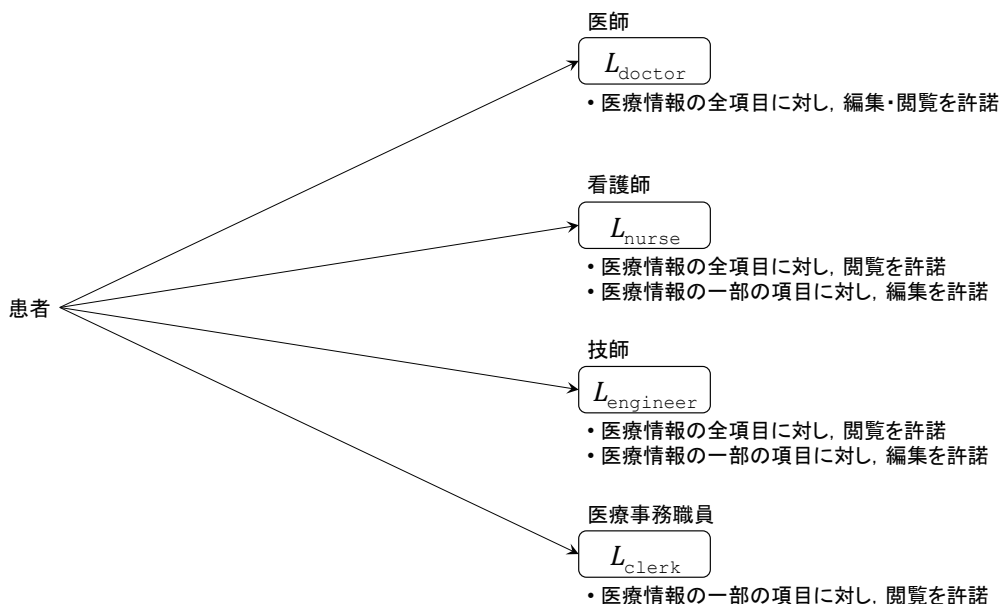 医師
L doctor
• 医療情報の全項目に対し, 編集・閲覧を許諾
看護師
L nurse
• 医療情報の全項目に対し, 閲覧を許諾
• 医療情報の一部の項目に対し, 編集を許諾
患者
技師
L engineer
• 医療情報の全項目に対し, 閲覧を許諾
• 医療情報の一部の項目に対し, 編集を許諾
医療事務職員
L clerk
• 医療情報の一部の項目に対し, 閲覧を許諾